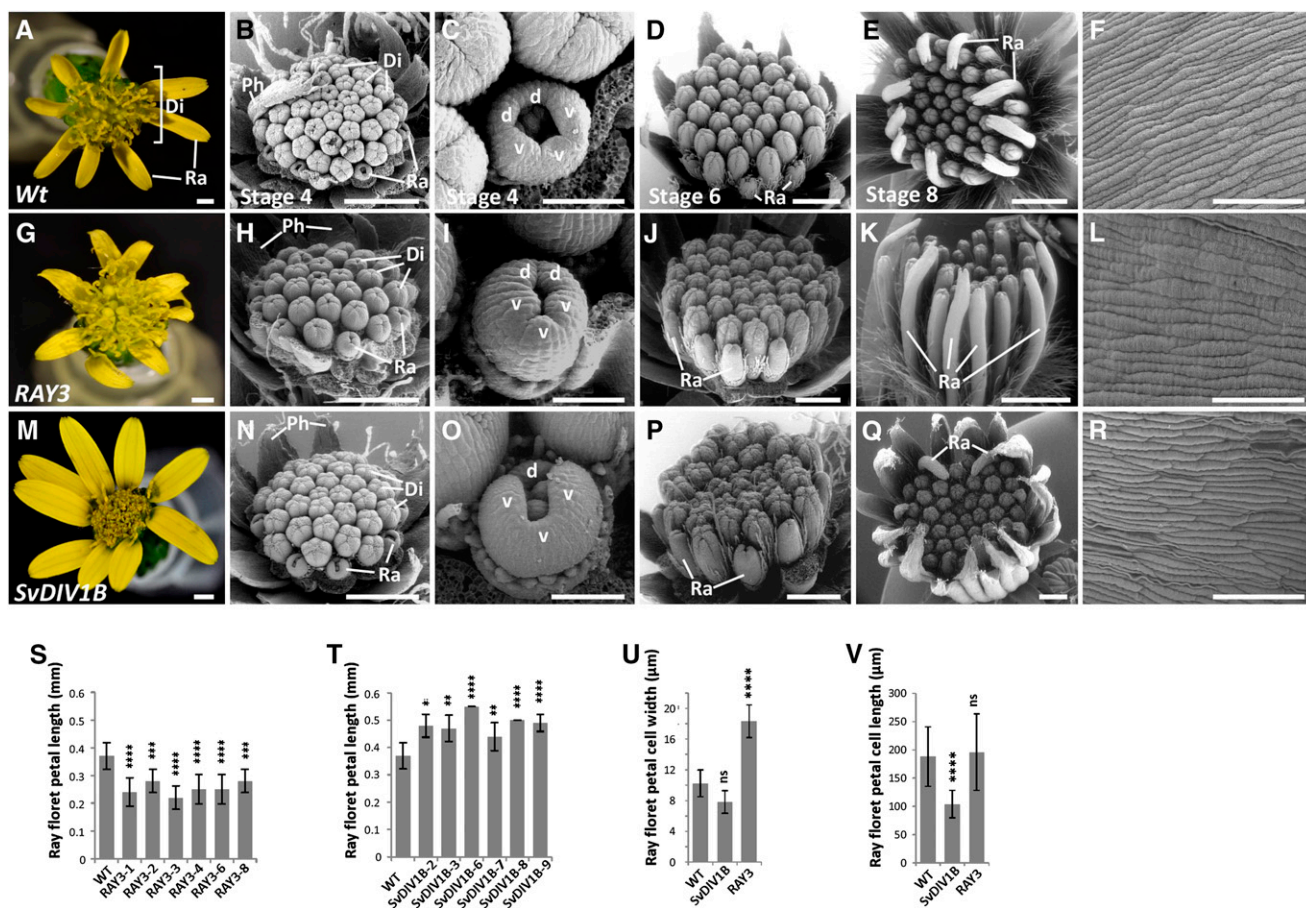 A
Di
Ra
Wt
B
Di
Ph
Ra
Stage 4
C
d
d
v
v
Stage 4
D
Stage 6
Ra
E
Ra
Stage 8
F
G
RAY3
H
Ph
Di
Ra
I
d
d
v
v
v
J
Ra
K
Ra
L
M
SvDIV1B
N
Ph
Di
Ra
O
d
v
v
v
P
Ra
Q
Ra
R
S
Ray floret petal length (mm)
0.6
0.5
0.4
0.3
0.2
0.1
0
**** *** **** **** **** ***
WT RAY3-1 RAY3-2 RAY3-3 RAY3-4 RAY3-6 RAY3-8
T
Ray floret petal length (mm)
0.6
0.5
0.4
0.3
0.2
0.1
0
* ** **** ** **** ****
WT SvDIV1B-2 SvDIV1B-3 SvDIV1B-6 SvDIV1B-7 SvDIV1B-8 SvDIV1B-9
U
Ray floret petal cell width (µm)
20
16
12
8
4
0
ns ****
WT SvDIV1B RAY3
V
Ray floret petal cell length (µm)
300
250
200
150
100
50
0
**** ns
WT SvDIV1B RAY3